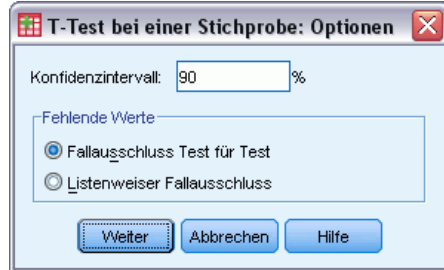 T-Test bei einer Stichprobe: Optionen
Konfidenzintervall: 90 %
Fehlende Werte
Fallausschluss Test für Test
Listenweiser Fallausschluss
Weiter Abbrechen Hilfe